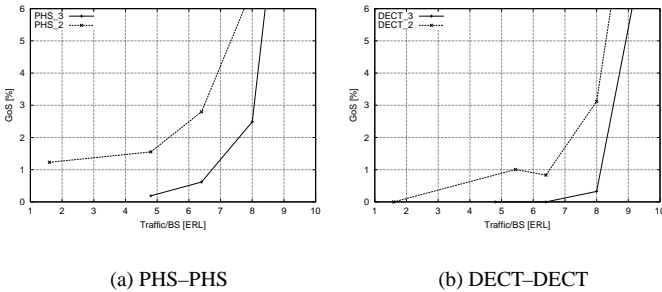 PHS_3
PHS_2
6
5
4
3
2
1
0
GoS [%]
1 2 3 4 5 6 7 8 9 10
Traffic/BS [ERL]
(a) PHS–PHS
DECT_3
DECT_2
6
5
4
3
2
1
0
GoS [%]
1 2 3 4 5 6 7 8 9 10
Traffic/BS [ERL]
(b) DECT–DECT